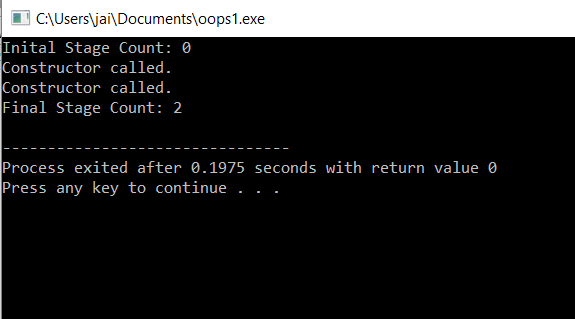 C:\Users\jai\Documents\oops1.exe
Inital Stage Count: 0
Constructor called.
Constructor called.
Final Stage Count: 2
--------------------------------
Process exited after 0.1975 seconds with return value 0
Press any key to continue . . .